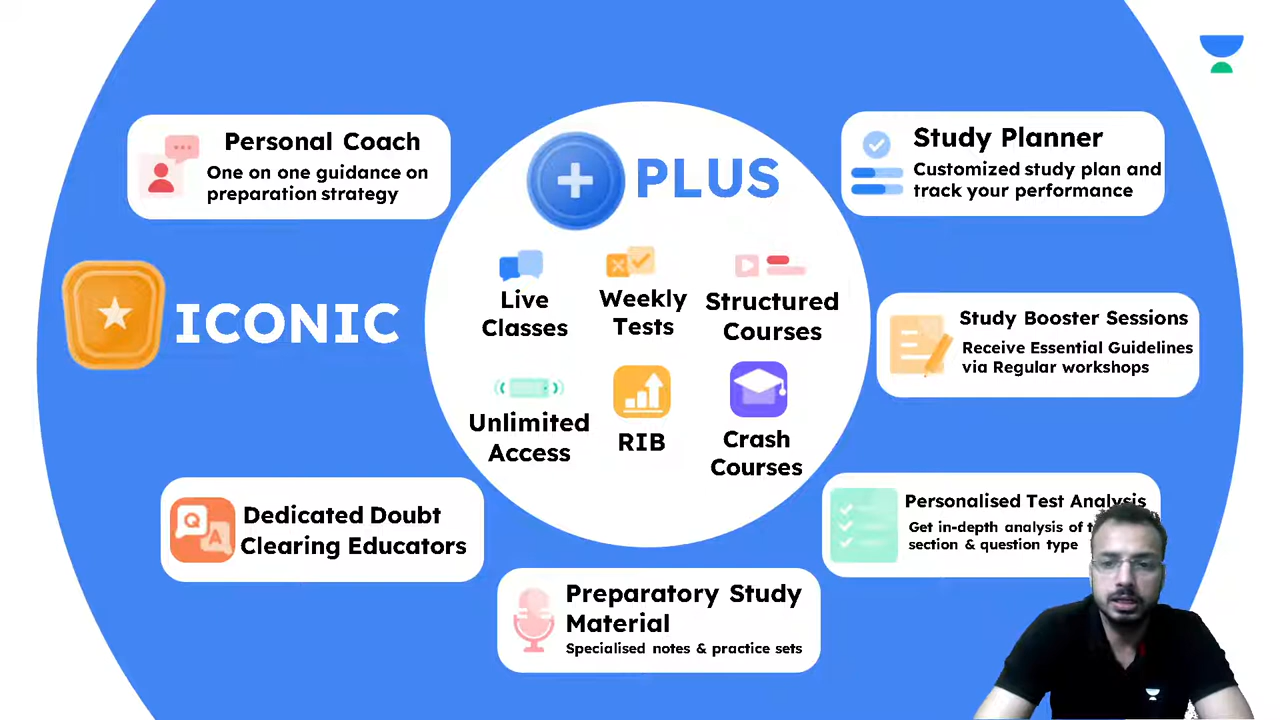 Personal Coach
One on one guidance on
preparation strategy
ICONIC
PLUS
Live
Classes
Weekly
Tests
Structured
Courses
Unlimited
Access
RIB
Crash
Courses
Study Planner
Customized study plan and
track your performance
Study Booster Sessions
Receive Essential Guidelines
via Regular workshops
Personalised Test Analysis
Get in-depth analysis of
section & question type
Dedicated Doubt
Clearing Educators
Q
A
Preparatory Study
Material
Specialised notes & practice sets